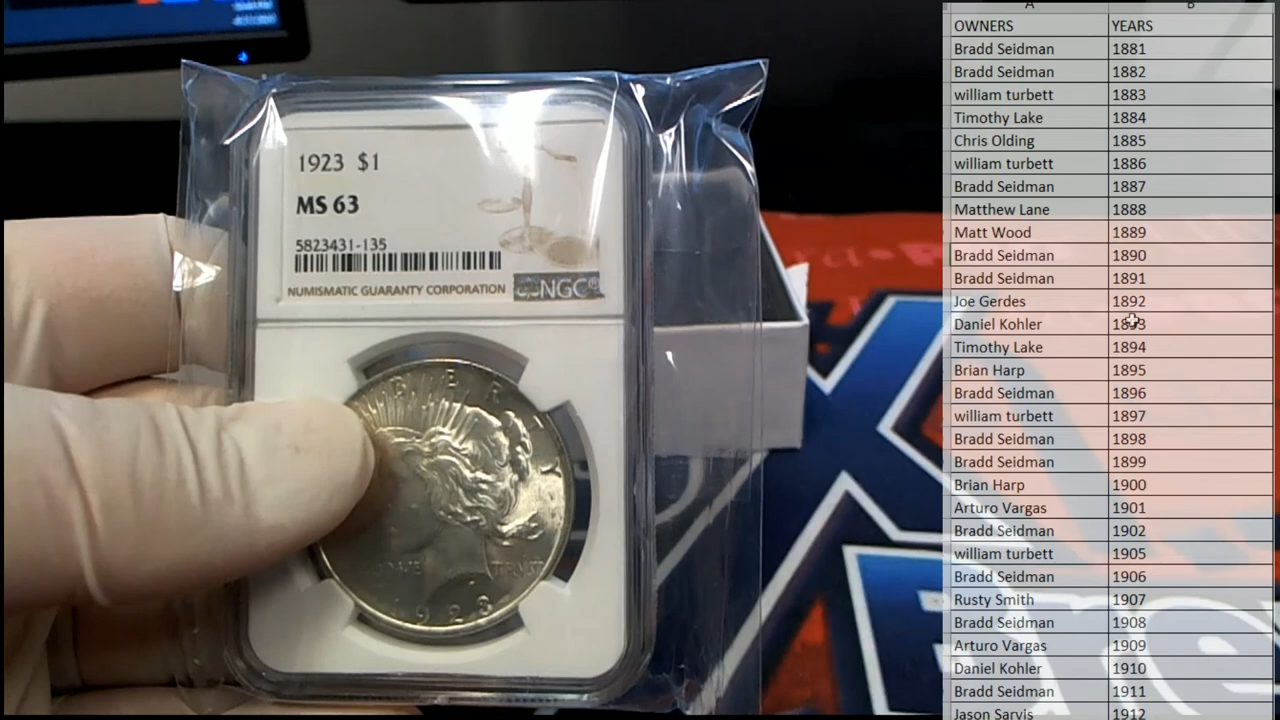 1923 $1
MS 63
5823431-135
NUMISMATIC GUARANTY CORPORATION
NGC®
BERTY
TRVST
1923
A B
OWNERS YEARS
Bradd Seidman 1881
Bradd Seidman 1882
william turbett 1883
Timothy Lake 1884
Chris Olding 1885
william turbett 1886
Bradd Seidman 1887
Matthew Lane 1888
Matt Wood 1889
Bradd Seidman 1890
Bradd Seidman 1891
Joe Gerdes 1892
Daniel Kohler 1893
Timothy Lake 1894
Brian Harp 1895
Bradd Seidman 1896
william turbett 1897
Bradd Seidman 1898
Bradd Seidman 1899
Brian Harp 1900
Arturo Vargas 1901
Bradd Seidman 1902
william turbett 1905
Bradd Seidman 1906
Rusty Smith 1907
Bradd Seidman 1908
Arturo Vargas 1909
Daniel Kohler 1910
Bradd Seidman 1911
Jason Sarvis 1912